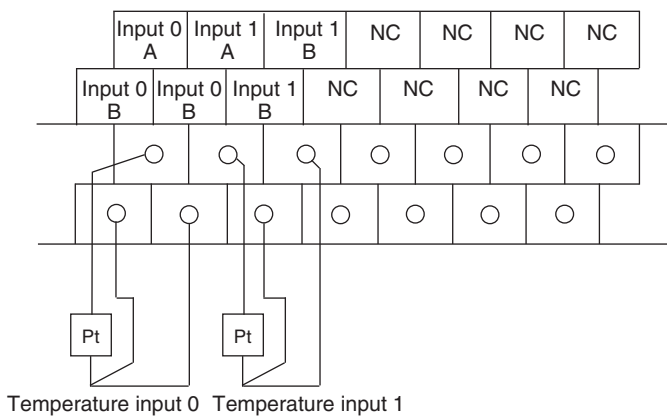 Input 0 A Input 1 A Input 1 B NC NC NC NC
Input 0 B Input 0 B Input 1 B NC NC NC NC
Pt Pt
Temperature input 0 Temperature input 1